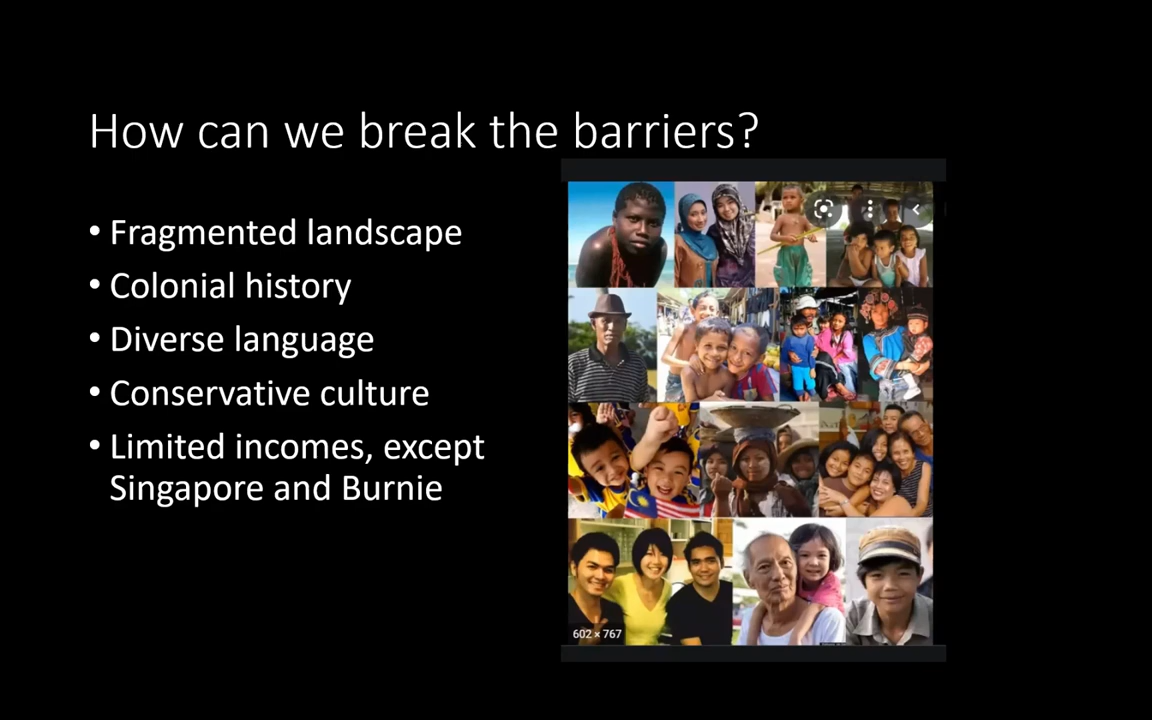 How can we break the barriers?
• Fragmented landscape
• Colonial history
• Diverse language
• Conservative culture
• Limited incomes, except
Singapore and Burnie
602 × 767